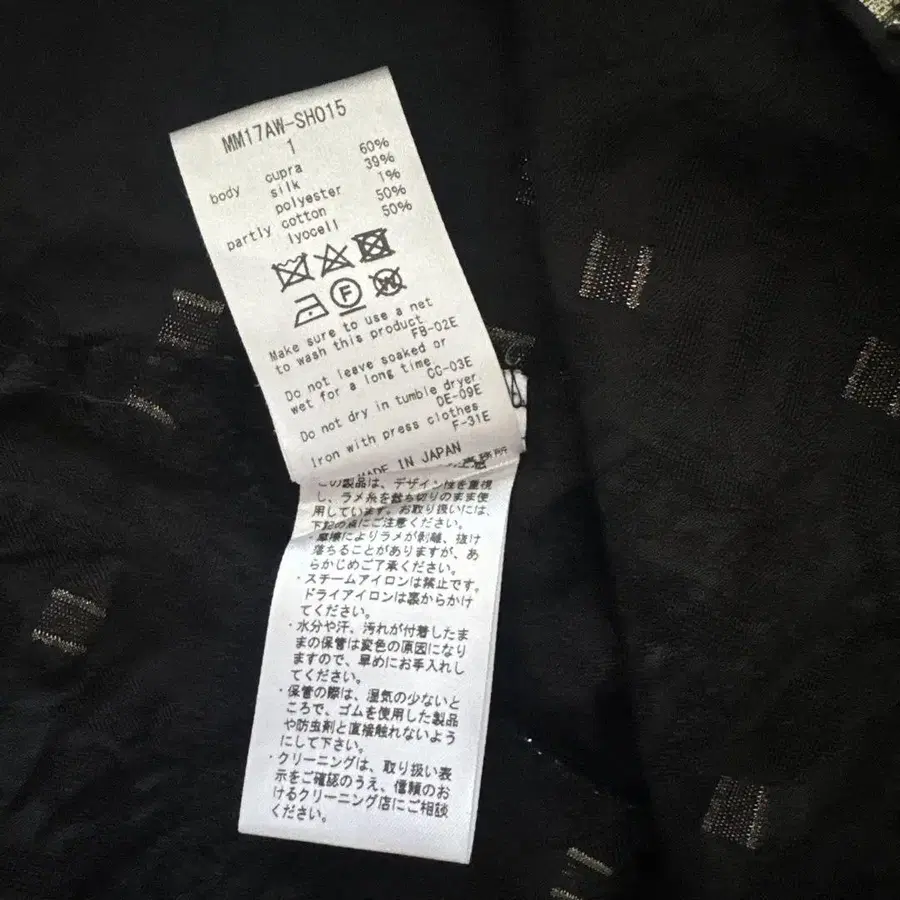 MM17AW-SH015
1
body cupra 60%
silk 39%
polyester 1%
partly cotton 50%
lyocell 50%
F W
Make sure to use a net
to wash this product
FB-02E
Do not leave soaked or
wet for a long time.
CC-03E
Do not dry in tumble dryer.
DE-09E
Iron with press clothes
F-31E
MADE IN JAPAN
この製品は、デザイン性を重視
し、ラメ糸を裁ち切りのまま使
用しています。お取り扱いには、
下記の点にご注意ください。
・摩擦によりラメが剥離、抜け
落ちることがありますが、あ
らかじめご了承ください。
・スチームアイロンは禁止です。
ドライアイロンは裏からかけ
てください。
・水分や汗、汚れが付着したま
まの保管は変色の原因になり
ますので、早めにお手入れし
てください。
・保管の際は、湿気の少ないと
ころで、ゴムを使用した製品
や防虫剤と直接触れないよう
にして下さい。
・クリーニングは、取り扱い表
示をご確認のうえ、信頼のお
けるクリーニング店にご相談
ください。